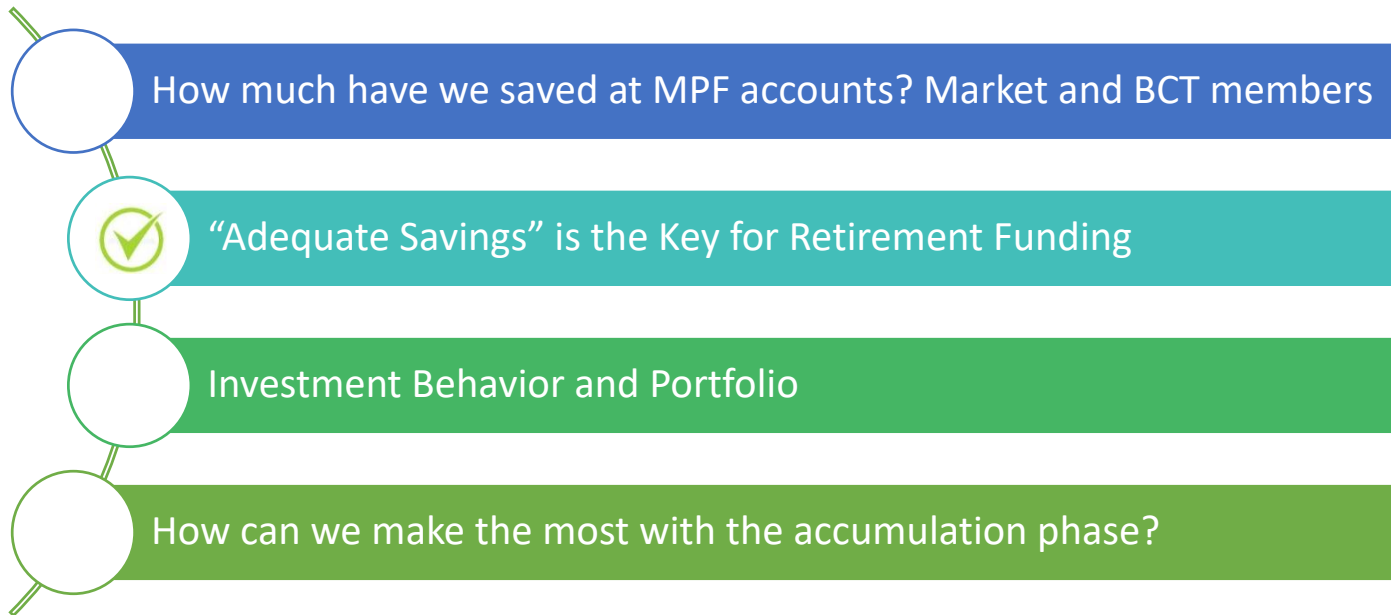 How much have we saved at MPF accounts? Market and BCT members
“Adequate Savings” is the Key for Retirement Funding
Investment Behavior and Portfolio
How can we make the most with the accumulation phase?